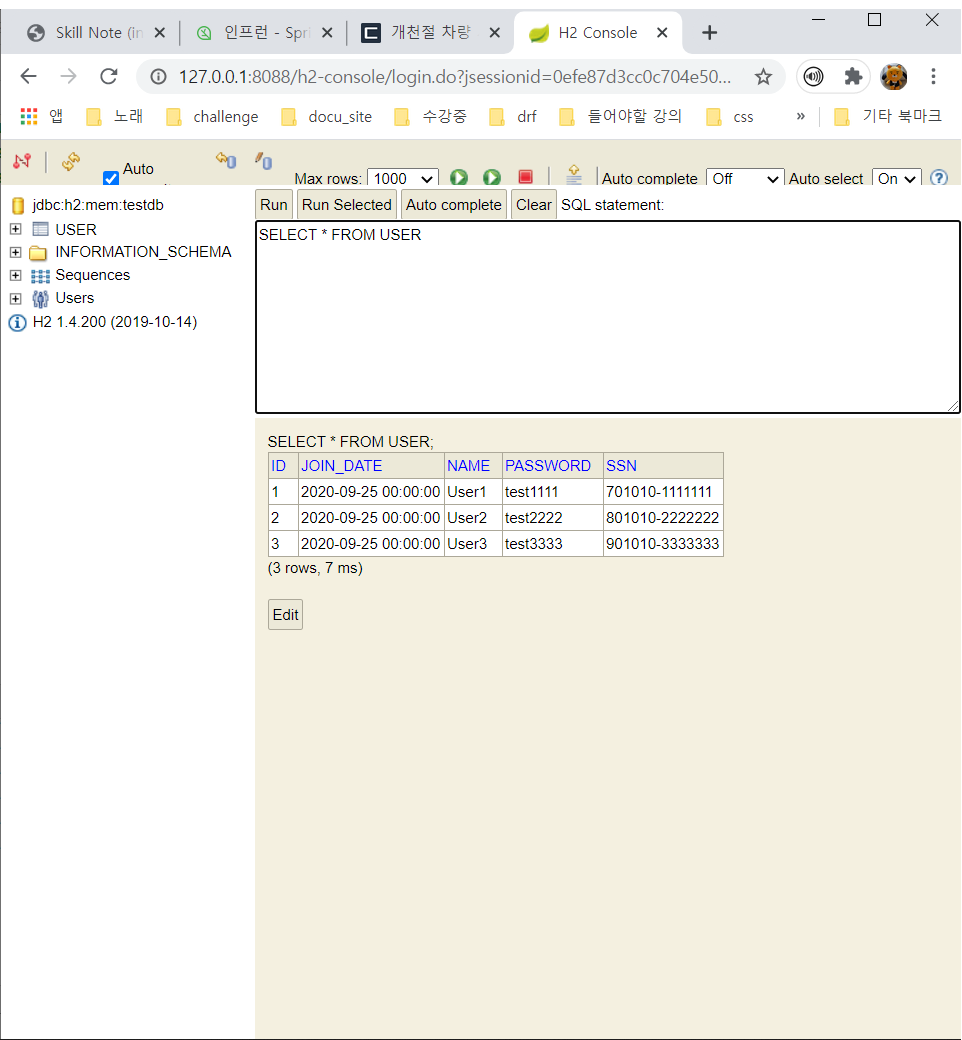 Skill Note (in
인프런 - Spri
개천절 차량
H2 Console
127.0.0.1:8088/h2-console/login.do?jsessionid=0efe87d3cc0c704e50...
앱 노래 challenge docu_site 수강중 drf 들어야할 강의 css » 기타 북마크
Auto
Max rows: 1000 Auto complete Off Auto select On ?
jdbc:h2:mem:testdb
USER
INFORMATION_SCHEMA
Sequences
Users
H2 1.4.200 (2019-10-14)
Run Run Selected Auto complete Clear SQL statement:
SELECT * FROM USER
SELECT * FROM USER;
ID JOIN_DATE NAME PASSWORD SSN
1 2020-09-25 00:00:00 User1 test1111 701010-1111111
2 2020-09-25 00:00:00 User2 test2222 801010-2222222
3 2020-09-25 00:00:00 User3 test3333 901010-3333333
(3 rows, 7 ms)
Edit